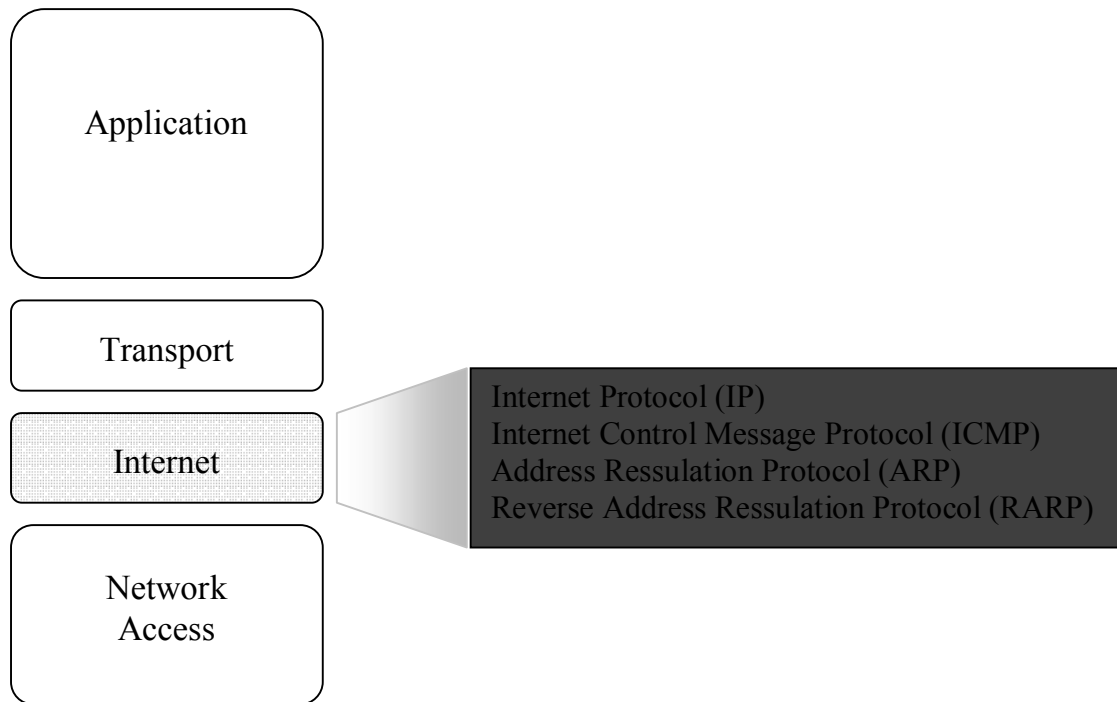 Application
Transport
Internet
Network
Access
Internet Protocol (IP)
Internet Control Message Protocol (ICMP)
Address Ressulation Protocol (ARP)
Reverse Address Ressulation Protocol (RARP)